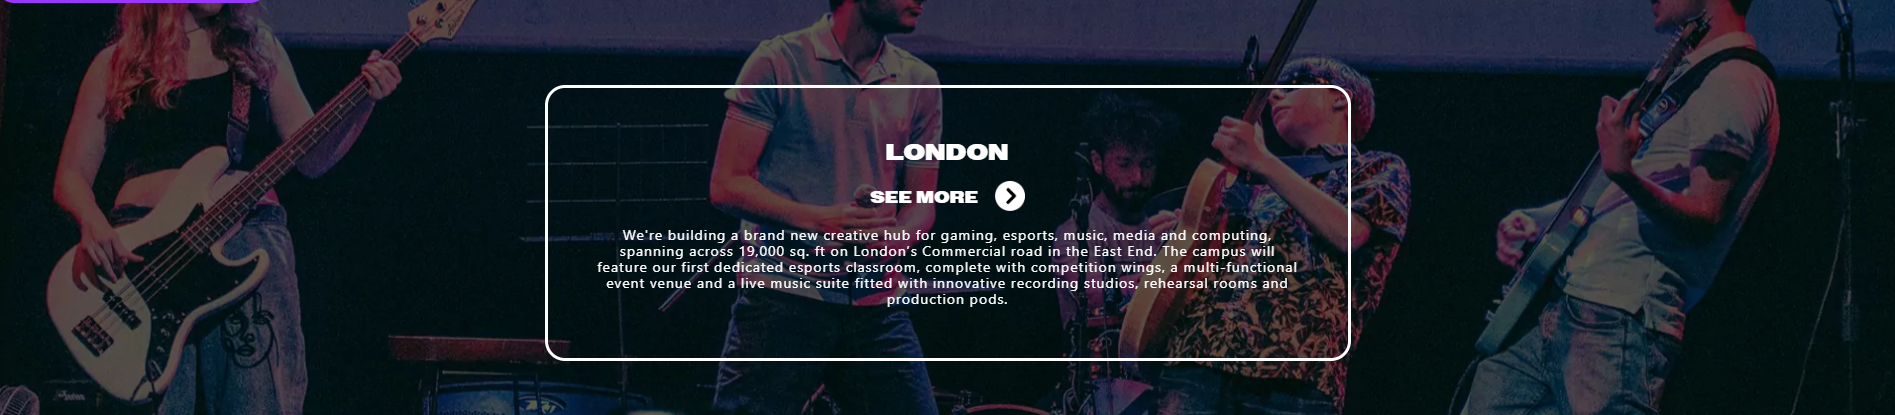 LONDON
SEE MORE
We're building a brand new creative hub for gaming, esports, music, media and computing,
spanning across 19,000 sq. ft on London's Commercial road in the East End. The campus will
feature our first dedicated esports classroom, complete with competition wings, a multi-functional
event venue and a live music suite fitted with innovative recording studios, rehearsal rooms and
production pods.